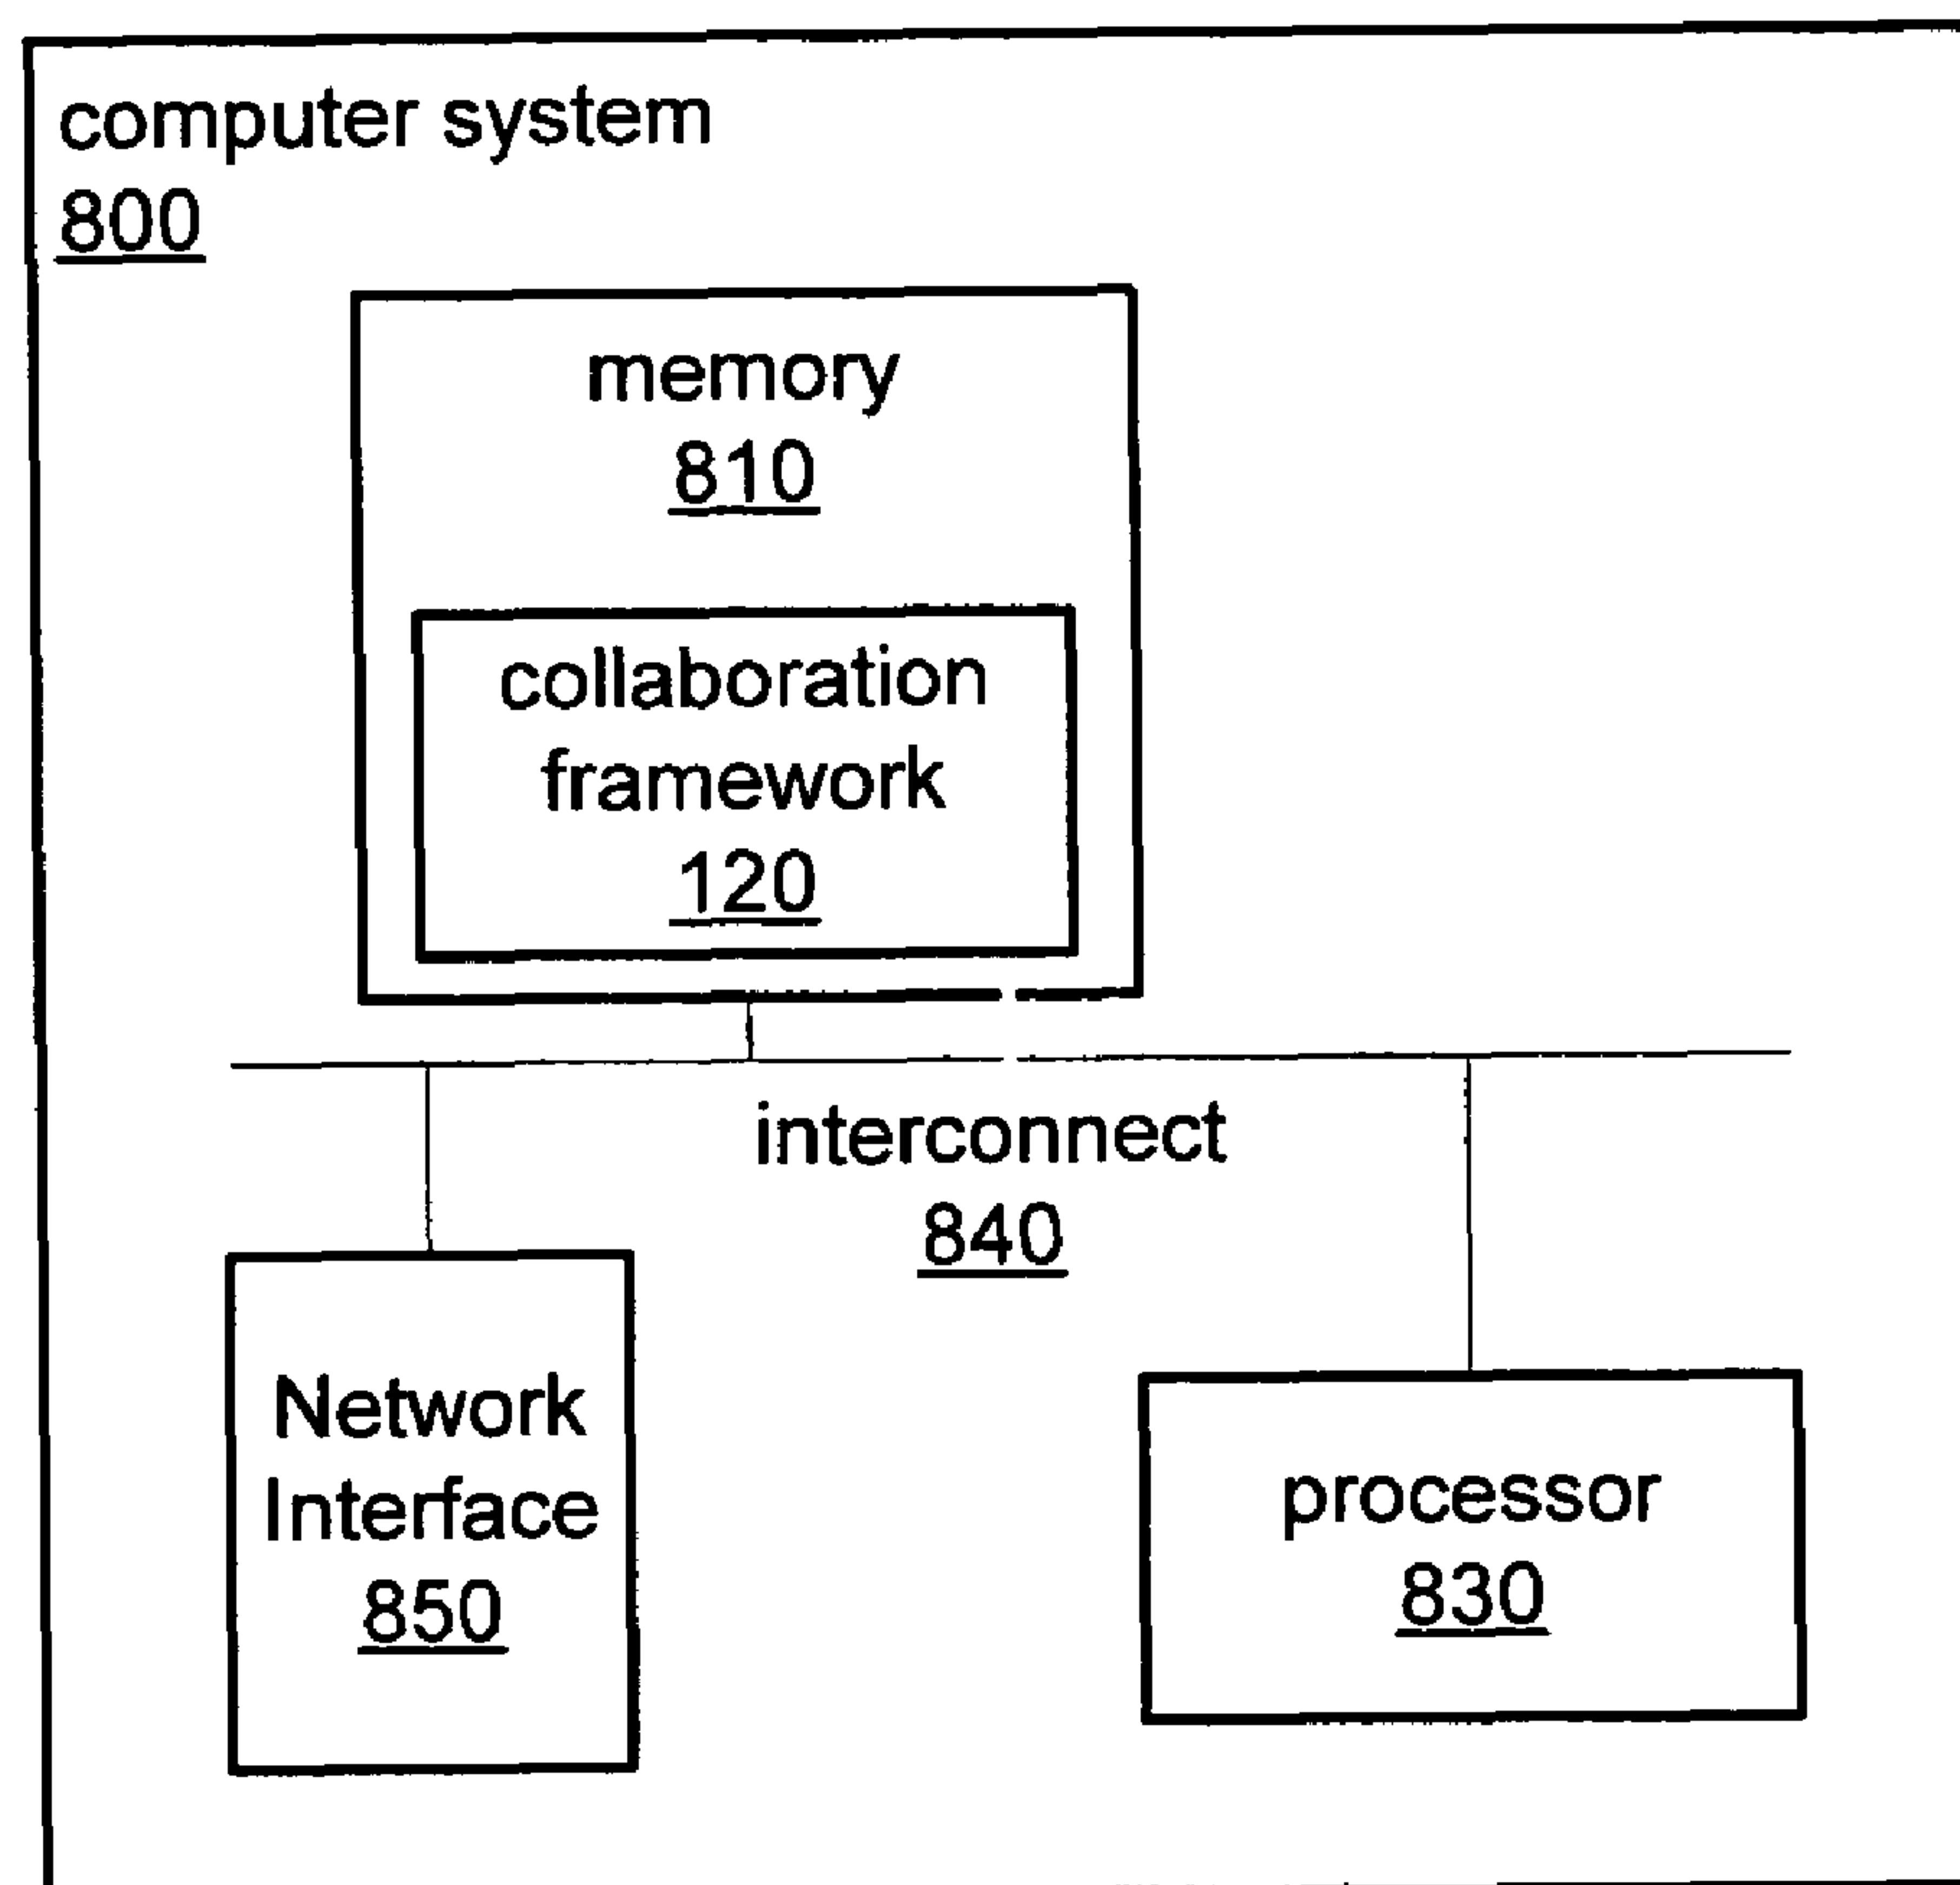 computer system
800
memory
810
collaboration
framework
120
interconnect
840
Network
Interface
850
processor
830